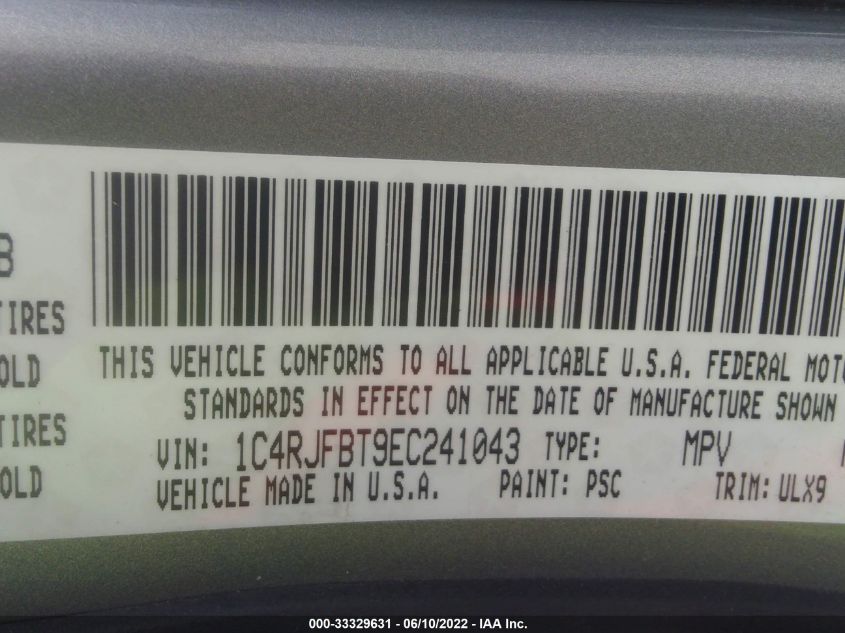 B
TIRES
OLD
TIRES
OLD
THIS VEHICLE CONFORMS TO ALL APPLICABLE U.S.A. FEDERAL MOTO
STANDARDS IN EFFECT ON THE DATE OF MANUFACTURE SHOWN
VIN: 1C4RJFBT9EC241043 TYPE: MPV
VEHICLE MADE IN U.S.A. PAINT: PSC TRIM: ULX9
000-33329631 - 06/10/2022 - IAA Inc.